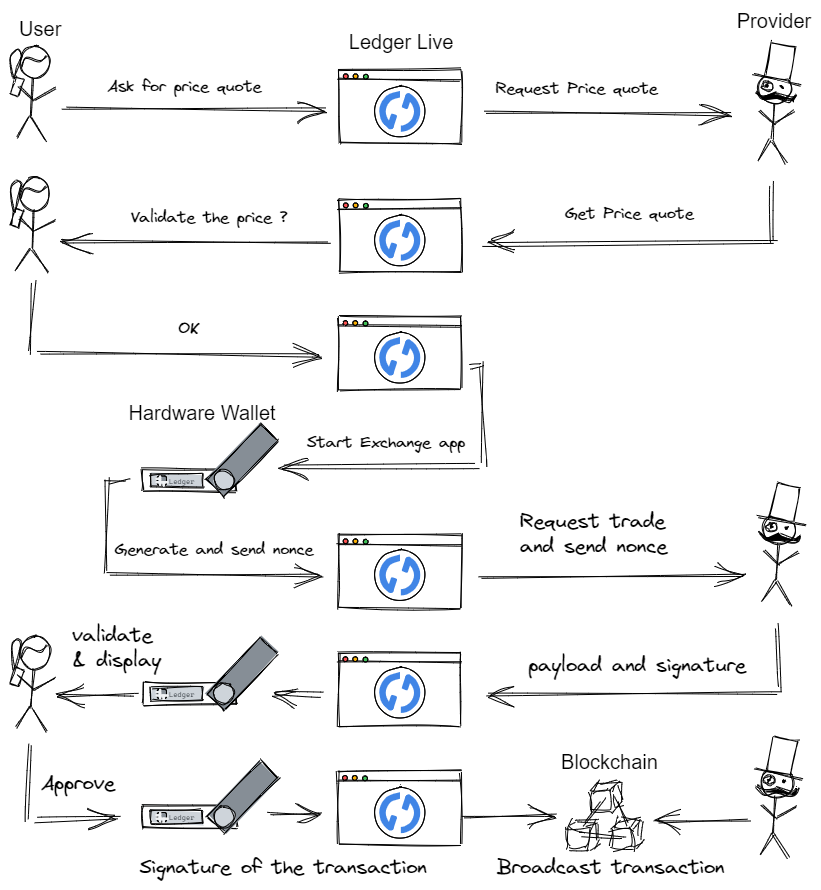 User
Ledger Live
Provider
Ask for price quote
Request Price quote
Validate the price ?
Get Price quote
OK
Hardware Wallet
Start Exchange app
Ledger
Generate and send nonce
Request trade
and send nonce
validate
& display
payload and signature
Ledger
Blockchain
Approve
Ledger
Signature of the transaction
Broadcast transaction